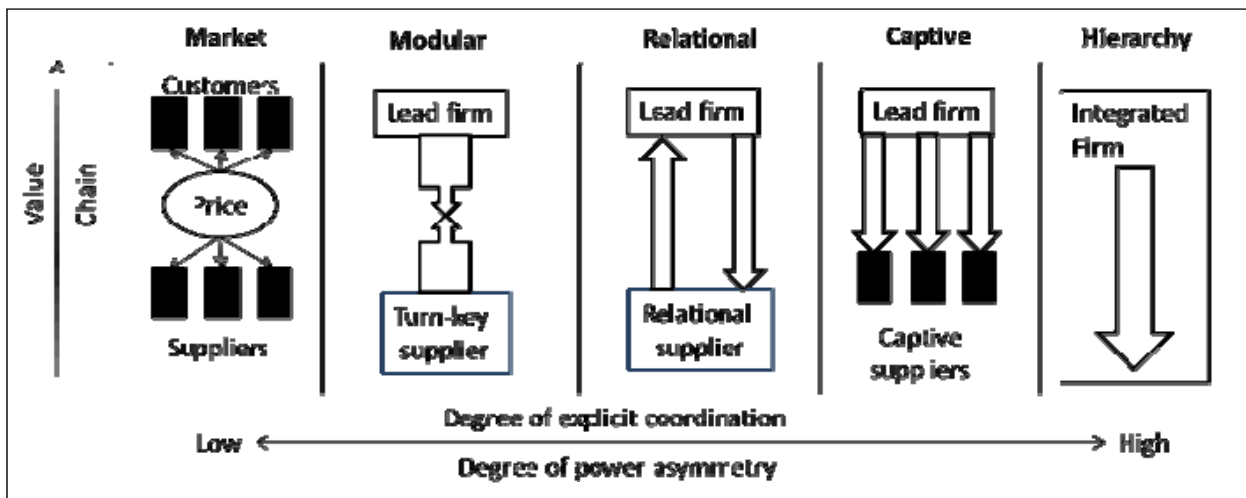 Market
Modular
Relational
Captive
Hierarchy
Customers
Lead firm
Lead firm
Lead firm
Integrated
Firm
Value
Chain
Price
Turn-key
supplier
Relational
supplier
Suppliers
Captive
suppliers
Degree of explicit coordination
Low
High
Degree of power asymmetry